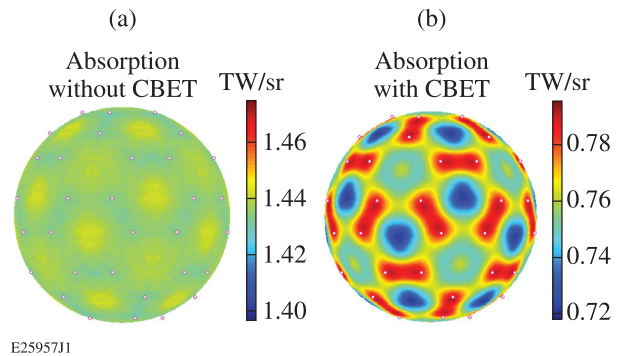 (a)
(b)
Absorption
without CBET
TW/sr
Absorption
with CBET
TW/sr
1.46
1.44
1.42
1.40
0.78
0.76
0.74
0.72
E25957J1